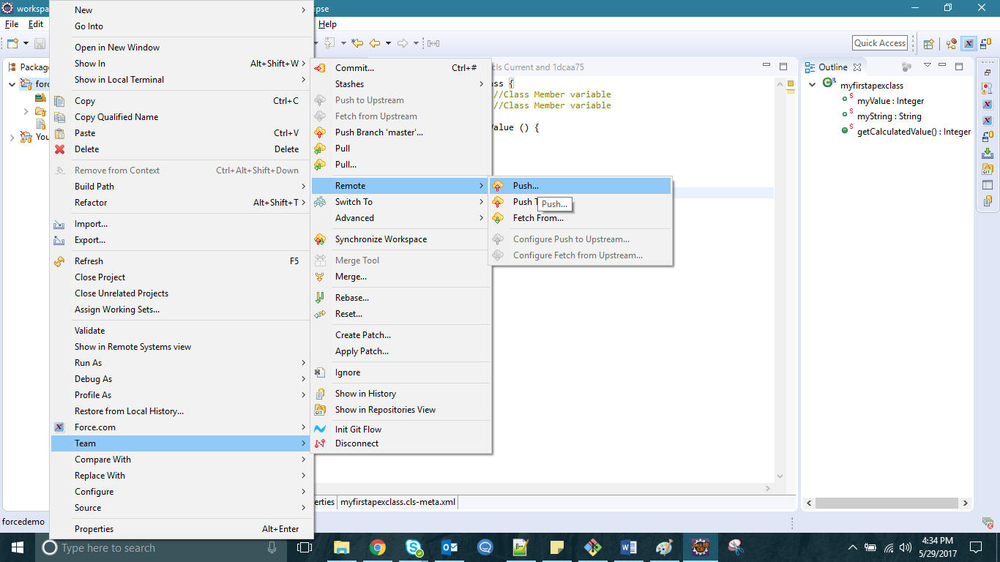 workspac
ipse
File Edit
Help
Quick Access
Packag
forc
You
New
Go Into
Open in New Window
Show In Alt+Shift+W
Show in Local Terminal
Copy Ctrl+C
Copy Qualified Name
Paste Ctrl+V
Delete Delete
Remove from Context Ctrl+Alt+Shift+Down
Build Path
Refactor Alt+Shift+T
Import...
Export...
Refresh F5
Close Project
Close Unrelated Projects
Assign Working Sets...
Validate
Show in Remote Systems view
Run As
Debug As
Profile As
Restore from Local History...
Force.com
Team
Compare With
Replace With
Configure
Source
Properties Alt+Enter
Commit... Ctrl+#
Stashes
Push to Upstream
Fetch from Upstream
Push Branch 'master'...
Pull
Pull...
Remote
Switch To
Advanced
Synchronize Workspace
Merge Tool
Merge...
Rebase...
Reset...
Create Patch...
Apply Patch...
Ignore
Show in History
Show in Repositories View
Init Git Flow
Disconnect
Push...
Push T
Push...
Fetch From...
Configure Push to Upstream...
Configure Fetch from Upstream...
cls Current and 1dcaa75
ass {
//Class Member variable
//Class Member variable
Value () {
erties myfirstapexclass.cls-meta.xml
Outline
myfirstapexclass
myValue : Integer
myString : String
getCalculatedValue() : Integer
forcedemo
Type here to search
4:34 PM
5/29/2017